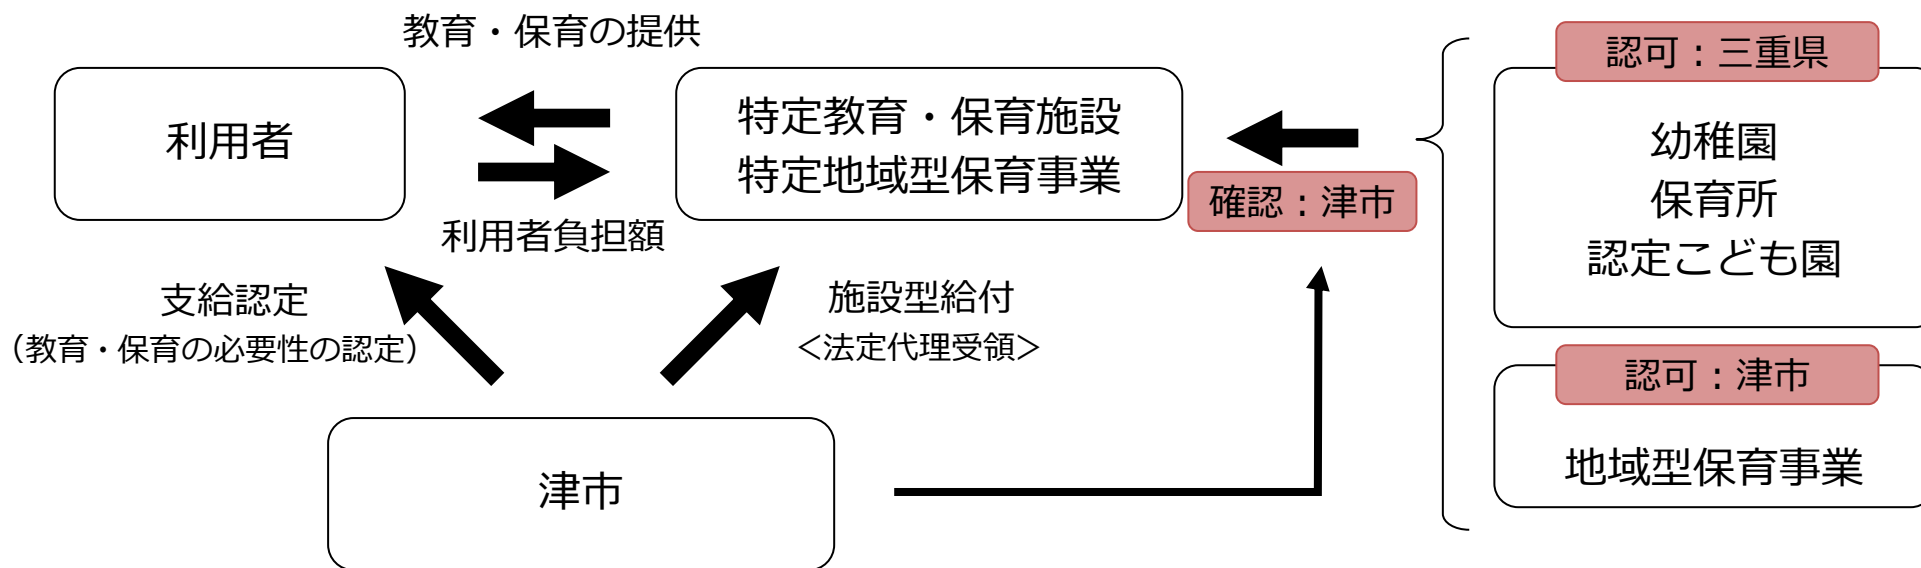 教育・保育の提供
利用者
特定教育・保育施設
特定地域型保育事業
確認：津市
認可：三重県
幼稚園
保育所
認定こども園
利用者負担額
支給認定
（教育・保育の必要性の認定）
施設型給付
＜法定代理受領＞
認可：津市
地域型保育事業
津市